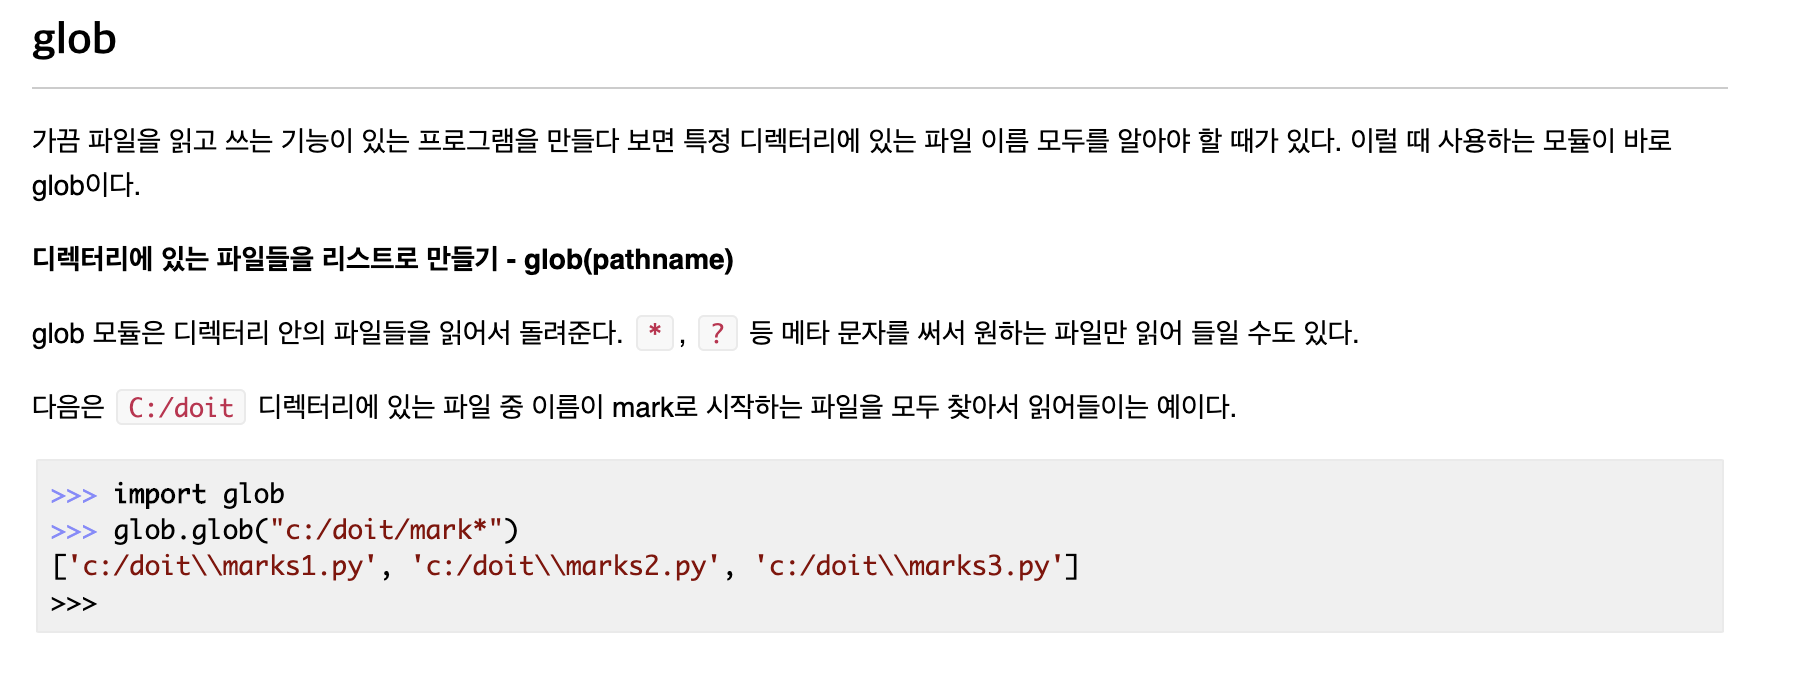 glob
가끔 파일을 읽고 쓰는 기능이 있는 프로그램을 만들다 보면 특정 디렉터리에 있는 파일 이름 모두를 알아야 할 때가 있다. 이럴 때 사용하는 모듈이 바로
glob이다.
디렉터리에 있는 파일들을 리스트로 만들기 - glob(pathname)
glob 모듈은 디렉터리 안의 파일들을 읽어서 돌려준다. * , ? 등 메타 문자를 써서 원하는 파일만 읽어 들일 수도 있다.
다음은 C:/doit 디렉터리에 있는 파일 중 이름이 mark로 시작하는 파일을 모두 찾아서 읽어들이는 예이다.
>>> import glob
>>> glob.glob("c:/doit/mark*")
['c:/doit\\marks1.py', 'c:/doit\\marks2.py', 'c:/doit\\marks3.py']
>>>